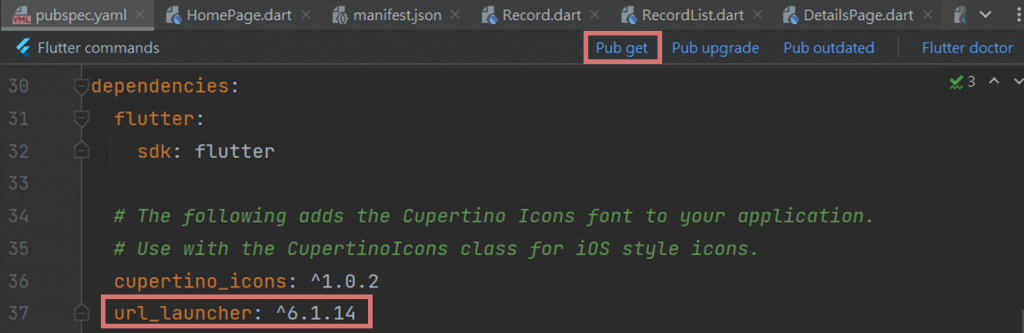 pubspec.yaml HomePage.dart manifest.json Record.dart RecordList.dart DetailsPage.dart
Flutter commands Pub get Pub upgrade Pub outdated Flutter doctor
30 dependencies: 3
31 flutter:
32 sdk: flutter
33
34 # The following adds the Cupertino Icons font to your application.
35 # Use with the CupertinoIcons class for iOS style icons.
36 cupertino_icons: ^1.0.2
37 url_launcher: ^6.1.14